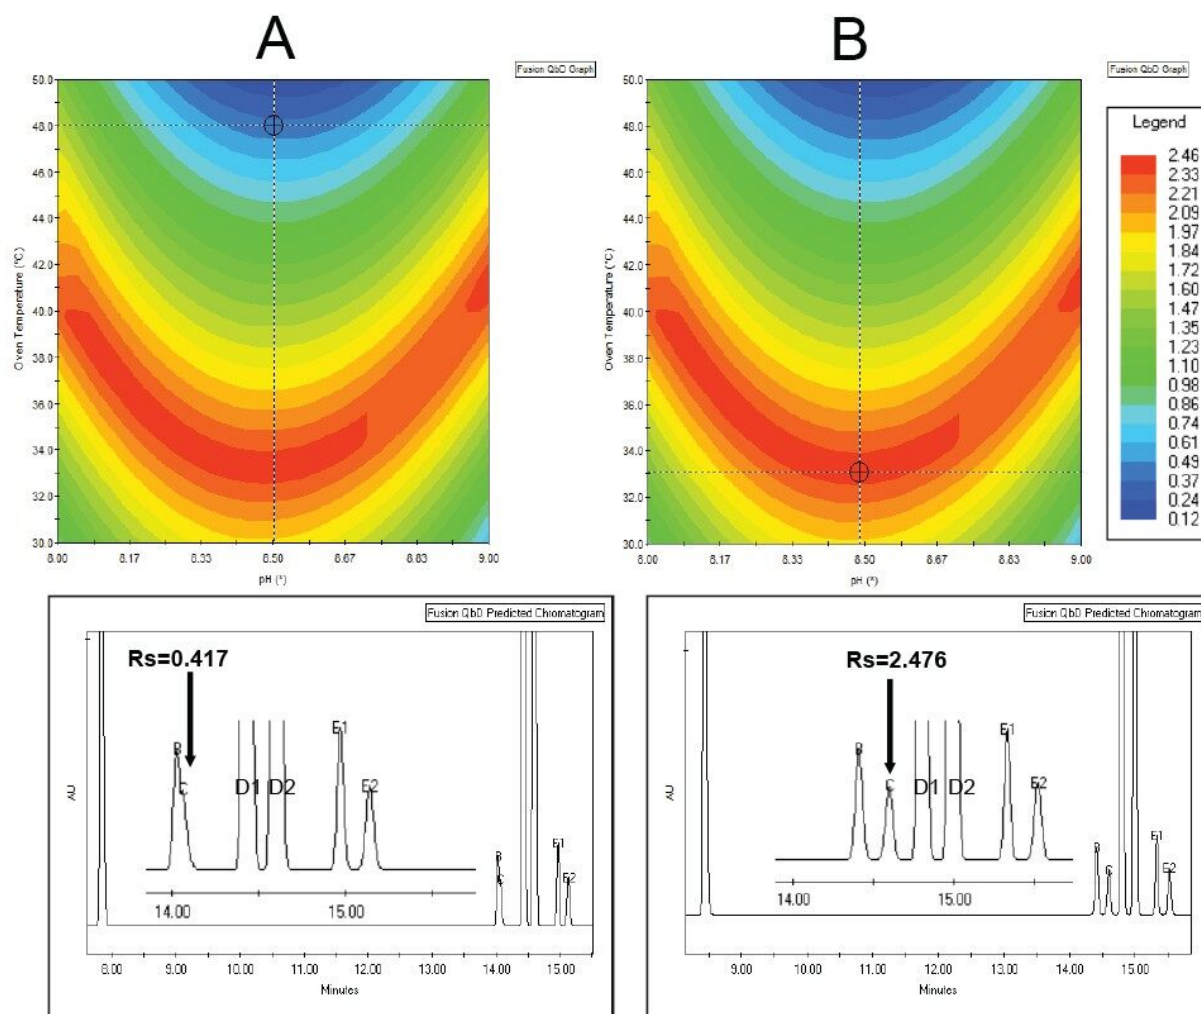 A
B
Fusion QbD Graph
Fusion QbD Graph
50.0
48.0
46.0
44.0
42.0
40.0
38.0
36.0
34.0
32.0
30.0
Oven Temperature (°C)
8.00 8.17 8.33 8.50 8.67 8.83 9.00
pH (*)
50.0
48.0
46.0
44.0
42.0
40.0
38.0
36.0
34.0
32.0
30.0
Oven Temperature (°C)
8.00 8.17 8.33 8.50 8.67 8.83 9.00
pH (*)
Legend
2.46
2.33
2.21
2.09
1.97
1.84
1.72
1.60
1.47
1.35
1.23
1.10
0.98
0.86
0.74
0.61
0.49
0.37
0.24
0.12
Fusion QbD Predicted Chromatogram
Rs=0.417
B
C
D1 D2
E1
E2
14.00 15.00
B
C
E1
E2
AU
8.00 9.00 10.00 11.00 12.00 13.00 14.00 15.00
Minutes
Fusion QbD Predicted Chromatogram
Rs=2.476
B
C
D1 D2
E1
E2
14.00 15.00
B
C
E1
E2
AU
9.00 10.00 11.00 12.00 13.00 14.00 15.00
Minutes